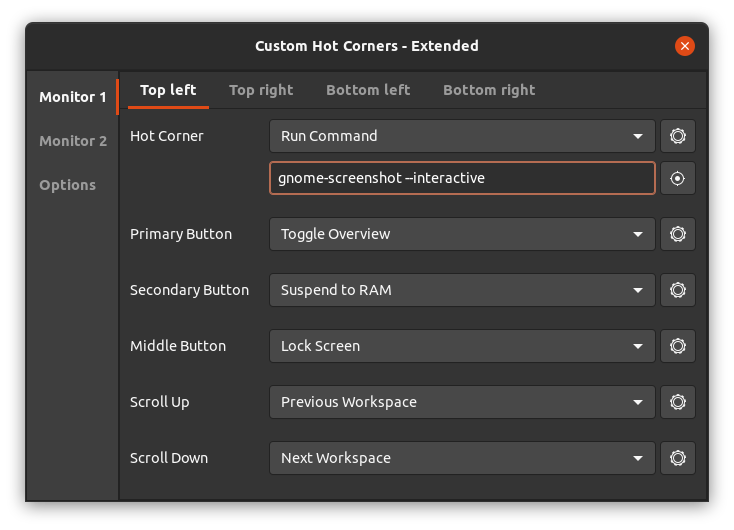 Custom Hot Corners - Extended
Monitor 1
Monitor 2
Options
Top left Top right Bottom left Bottom right
Hot Corner Run Command
gnome-screenshot --interactive
Primary Button Toggle Overview
Secondary Button Suspend to RAM
Middle Button Lock Screen
Scroll Up Previous Workspace
Scroll Down Next Workspace